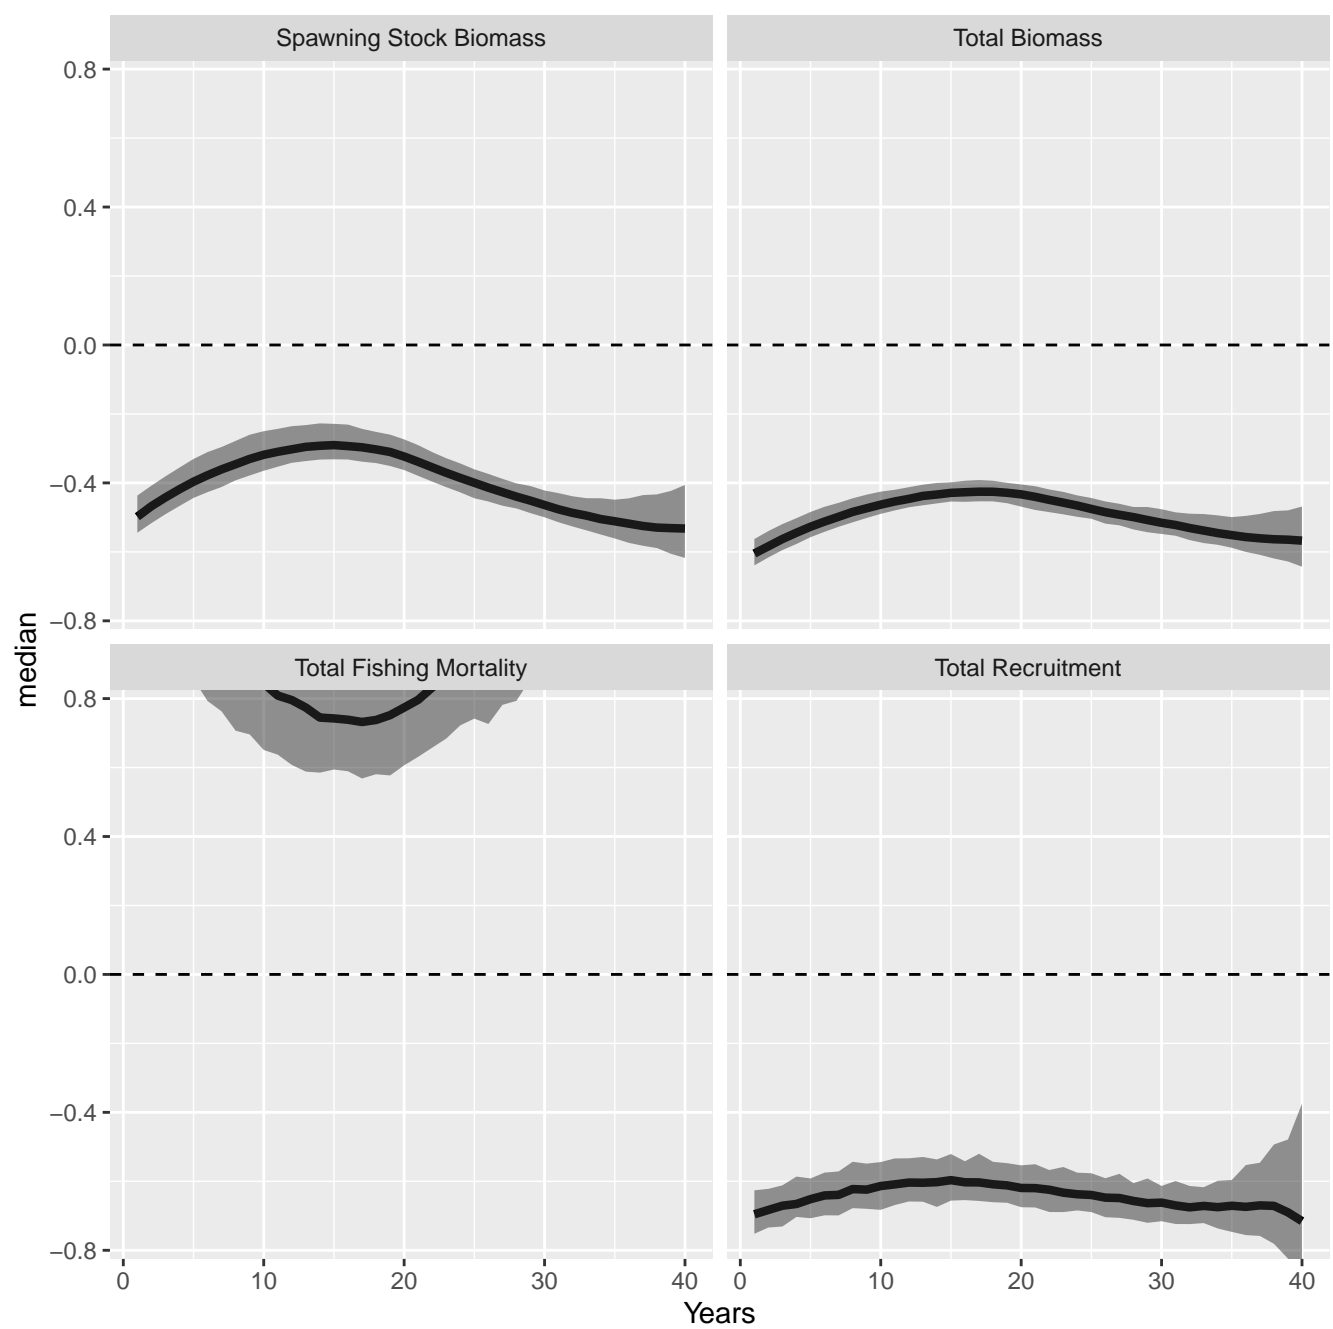 Spawning Stock Biomass
Total Biomass
0.8
0.4
0.0
−0.4
−0.8
Total Fishing Mortality
Total Recruitment
0.8
0.4
0.0
−0.4
−0.8
0 10 20 30 40
0 10 20 30 40
Years
median